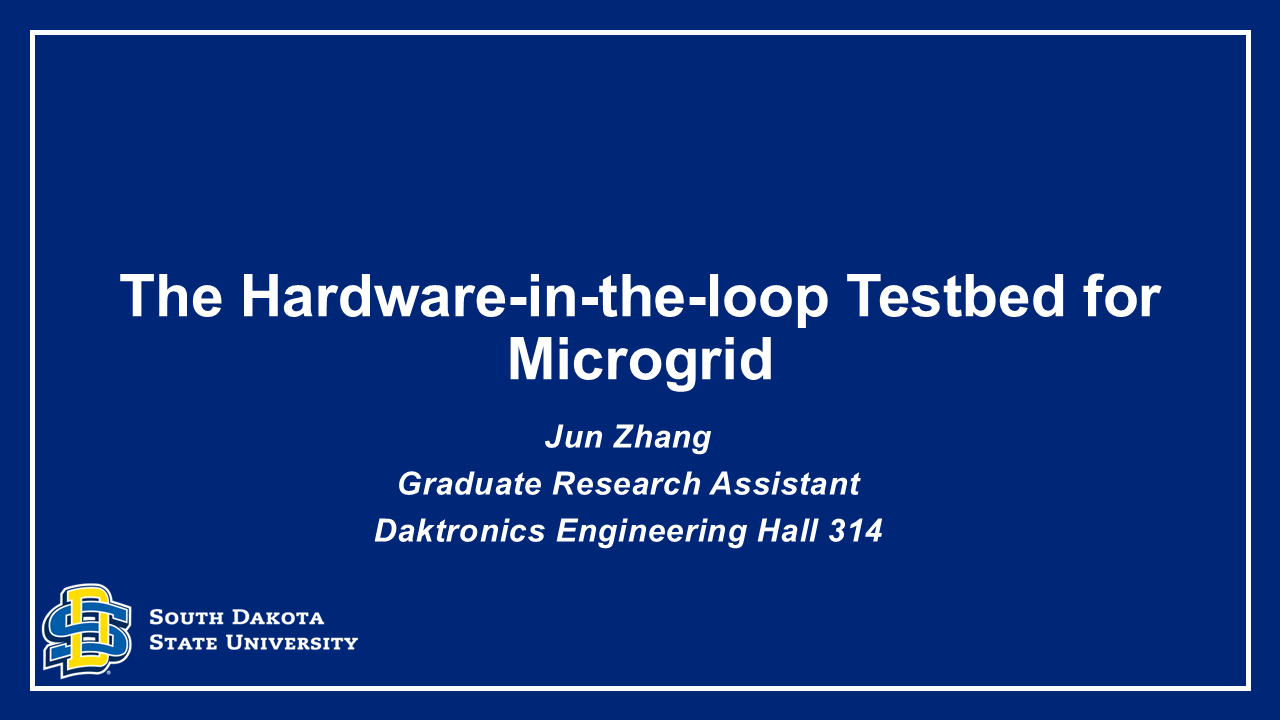 The Hardware-in-the-loop Testbed for
Microgrid
Jun Zhang
Graduate Research Assistant
Daktronics Engineering Hall 314
South Dakota
State University